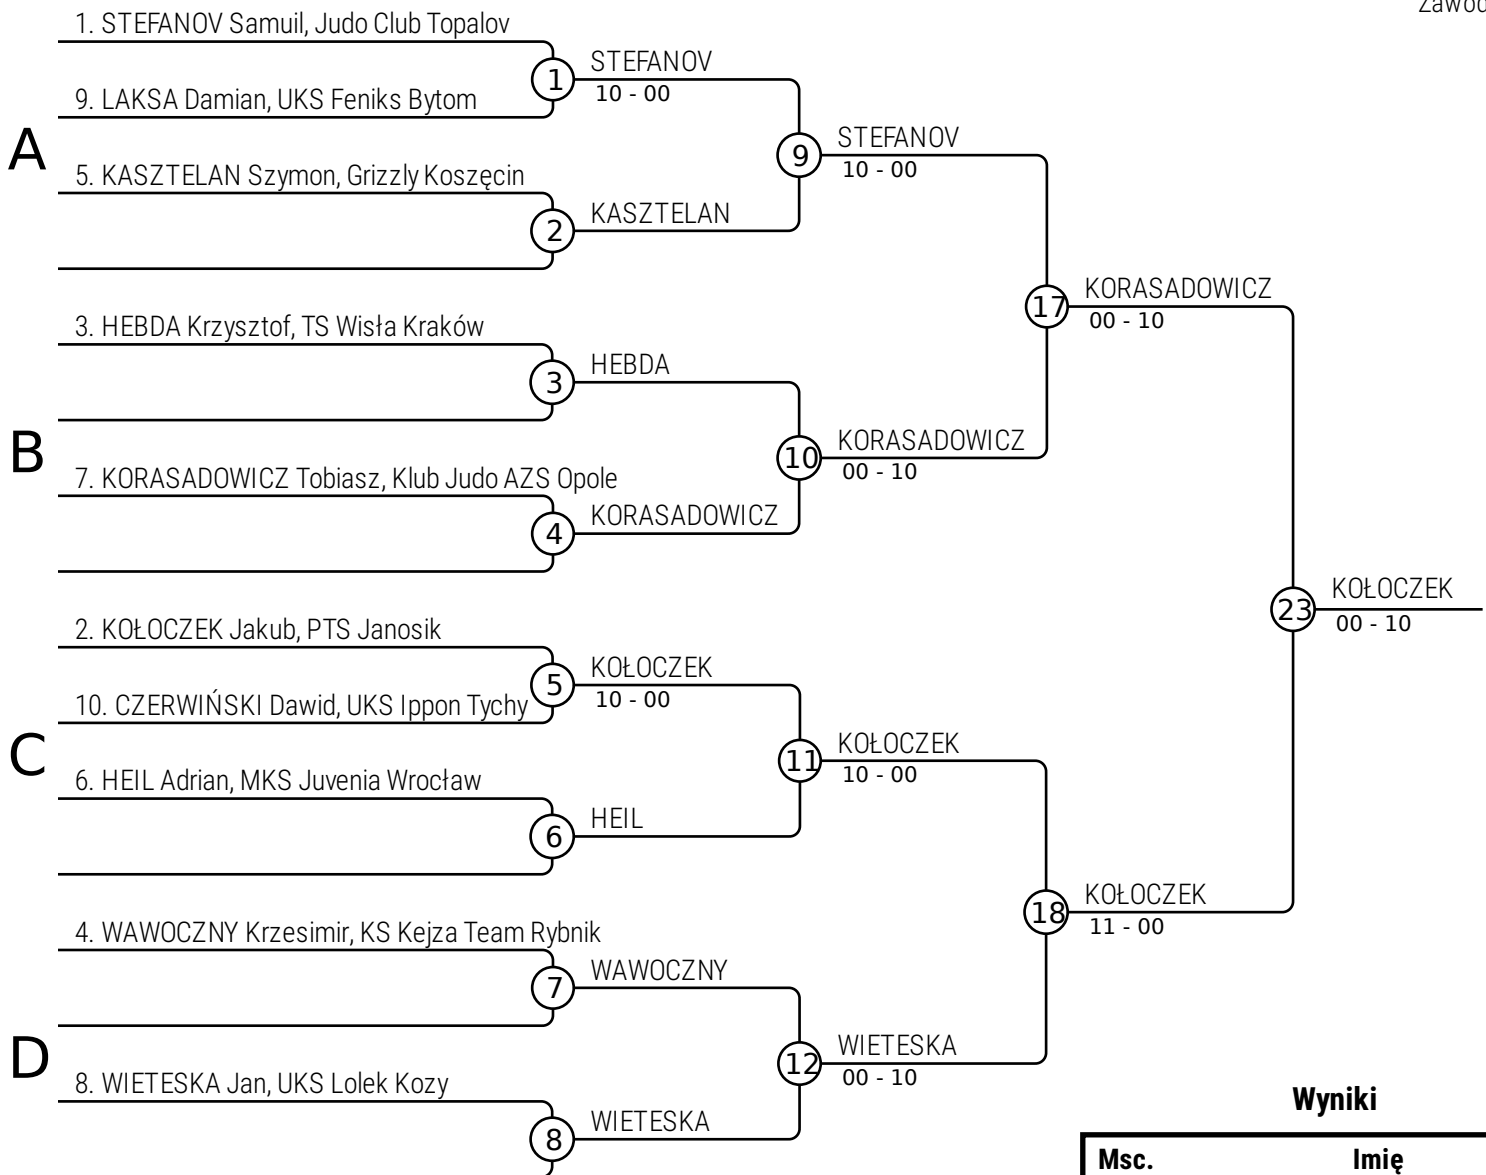 Zawod
1. STEFANOV Samuil, Judo Club Topalov
1
STEFANOV
10 - 00
9. LAKSA Damian, UKS Feniks Bytom
A
9
STEFANOV
10 - 00
5. KASZTELAN Szymon, Grizzly Koszęcin
2
KASZTELAN
17
KORASADOWICZ
00 - 10
3. HEBDA Krzysztof, TS Wisła Kraków
3
HEBDA
B
10
KORASADOWICZ
00 - 10
7. KORASADOWICZ Tobiasz, Klub Judo AZS Opole
4
KORASADOWICZ
23
KOŁOCZEK
00 - 10
2. KOŁOCZEK Jakub, PTS Janosik
5
KOŁOCZEK
10 - 00
10. CZERWIŃSKI Dawid, UKS Ippon Tychy
C
11
KOŁOCZEK
10 - 00
6. HEIL Adrian, MKS Juvenia Wrocław
6
HEIL
18
KOŁOCZEK
11 - 00
4. WAWOCZNY Krzesimir, KS Kejza Team Rybnik
7
WAWOCZNY
D
12
WIETESKA
00 - 10
8. WIETESKA Jan, UKS Lolek Kozy
8
WIETESKA
Wyniki
Msc. Imię